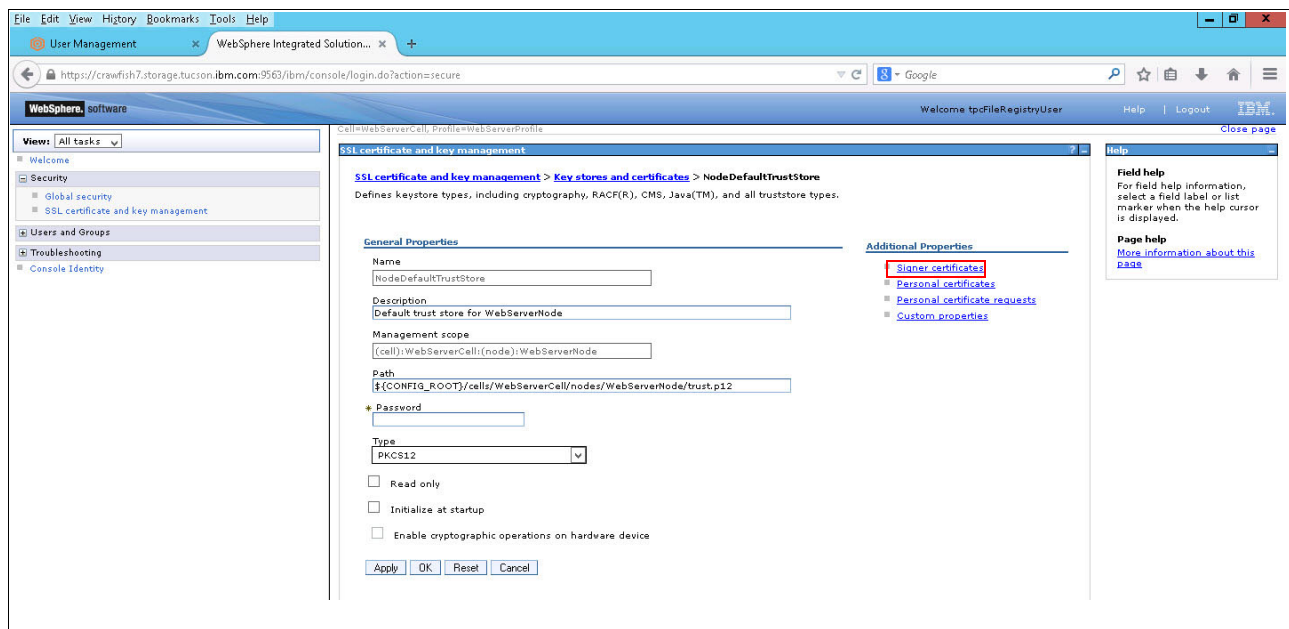 File Edit View History Bookmarks Tools Help
User Management × WebSphere Integrated Solution... × +
https://crawfish7.storage.tucson.ibm.com:9563/ibm/console/login.do?action=secure
Google
WebSphere. software
Welcome tpcFileRegistryUser
Help | Logout
IBM.
Cell=WebServerCell, Profile=WebServerProfile
Close page
View: All tasks
Welcome
Security
Global security
SSL certificate and key management
Users and Groups
Troubleshooting
Console Identity
SSL certificate and key management
? -
SSL certificate and key management > Key stores and certificates > NodeDefaultTrustStore
Defines keystore types, including cryptography, RACF(R), CMS, Java(TM), and all truststore types.
General Properties
Name
NodeDefaultTrustStore
Description
Default trust store for WebServerNode
Management scope
(cell):WebServerCell:(node):WebServerNode
Path
${CONFIG_ROOT}/cells/WebServerCell/nodes/WebServerNode/trust.p12
* Password
Type
PKCS12
Read only
Initialize at startup
Enable cryptographic operations on hardware device
Apply OK Reset Cancel
Additional Properties
Signer certificates
Personal certificates
Personal certificate requests
Custom properties
Help
Field help
For field help information,
select a field label or list
marker when the help cursor
is displayed.
Page help
More information about this
page